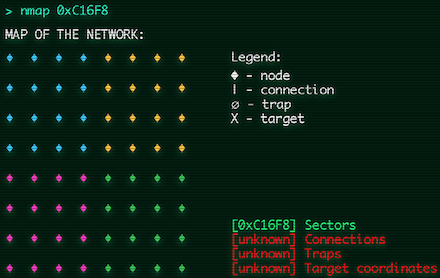 > nmap 0xC16F8
MAP OF THE NETWORK:
Legend:
♦ - node
| - connection
∅ - trap
X - target
[0xC16F8] Sectors
[unknown] Connections
[unknown] Traps
[unknown] Target coordinates